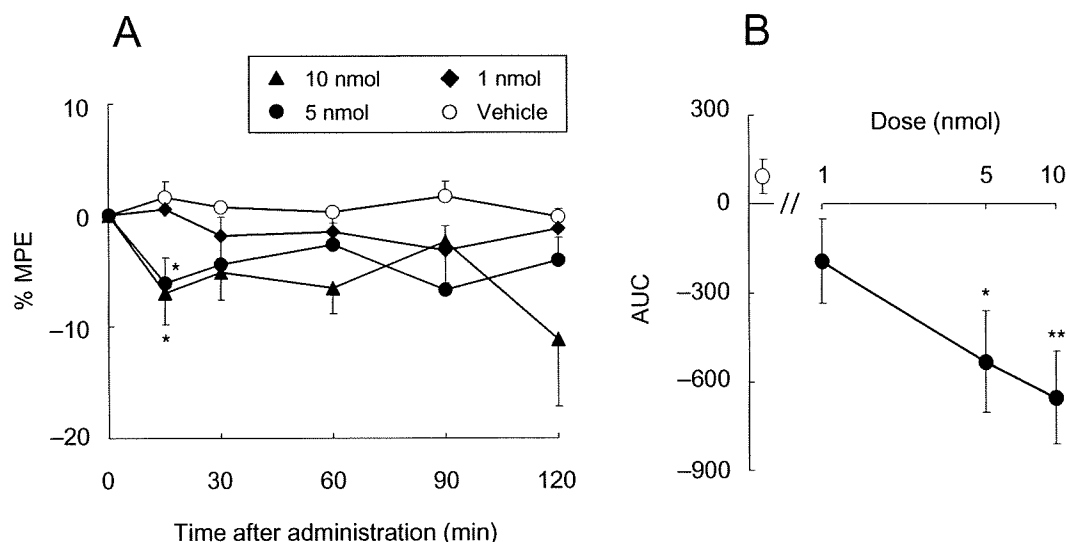 A
10 nmol
1 nmol
5 nmol
Vehicle
10
0
–10
–20
% MPE
*
*
0
30
60
90
120
Time after administration (min)
B
300
0
–300
–600
–900
AUC
Dose (nmol)
1
5
10
//
*
**